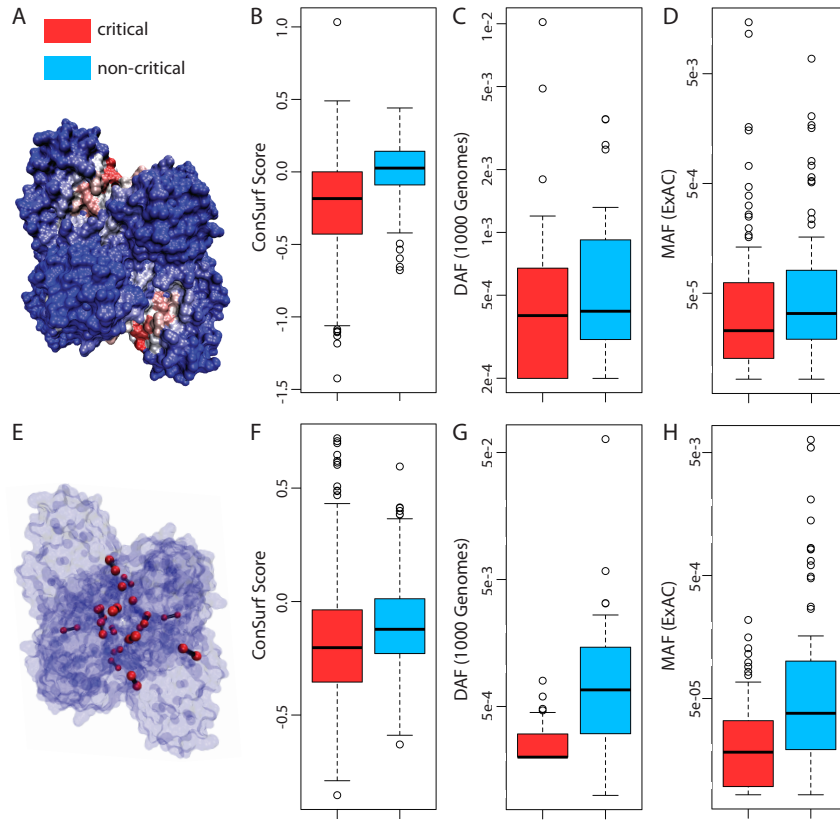 A
critical
non-critical
B
ConSurf Score
1.0
0.5
0.0
-0.5
-1.0
-1.5
C
DAF (1000 Genomes)
1e-2
5e-3
2e-3
1e-3
5e-4
2e-4
D
MAF (ExAC)
5e-3
5e-4
5e-5
E
F
ConSurf Score
0.5
0.0
-0.5
G
DAF (1000 Genomes)
5e-2
5e-3
5e-4
H
MAF (ExAC)
5e-3
5e-4
5e-05